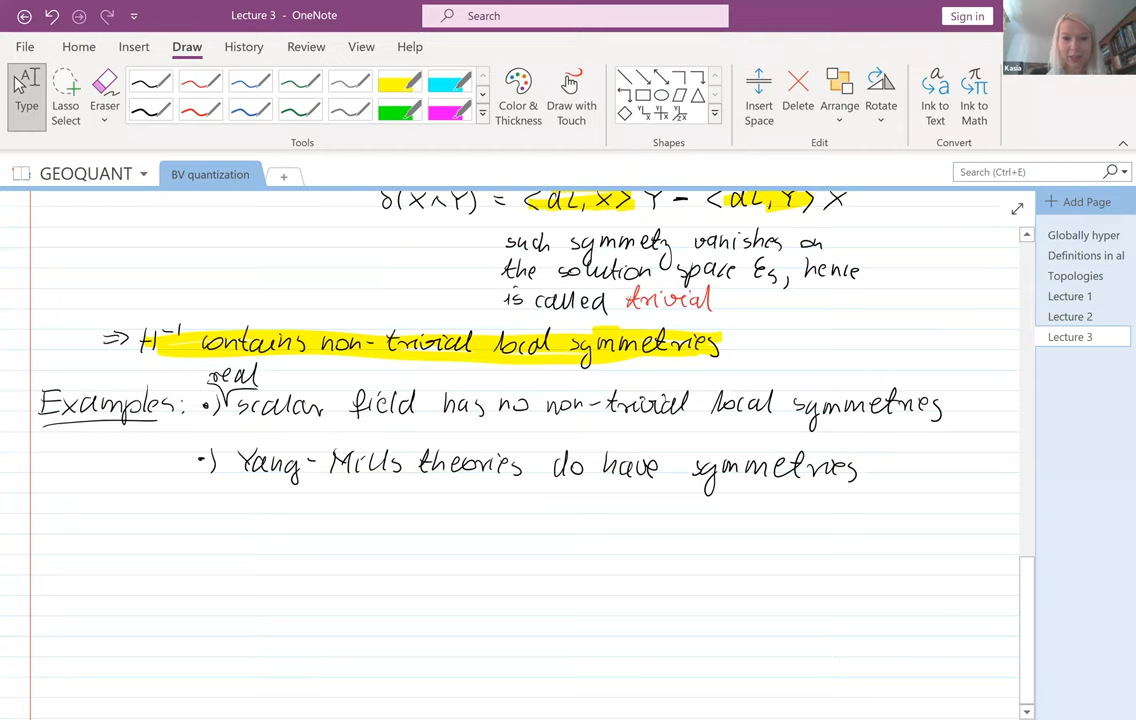 Lecture 3 - OneNote
Search
Sign in
File Home Insert Draw History Review View Help
Kasia
Type
Lasso Select
Eraser
Color & Thickness
Draw with Touch
Insert Space
Delete
Arrange
Rotate
Ink to Text
Ink to Math
Tools
Shapes
Edit
Convert
GEOQUANT
BV quantization
Search (Ctrl+E)
Add Page
Globally hyper
Definitions in al
Topologies
Lecture 1
Lecture 2
Lecture 3
δ(X∧Y) = <dL, X> Y - <dL, Y> X
such symmetry vanishes on
the solution space Es, hence
is called trivial
=> H⁻¹ contains non-trivial local symmetries
real
Examples: •) scalar field has no non-trivial local symmetries
•) Yang-Mills theories do have symmetries